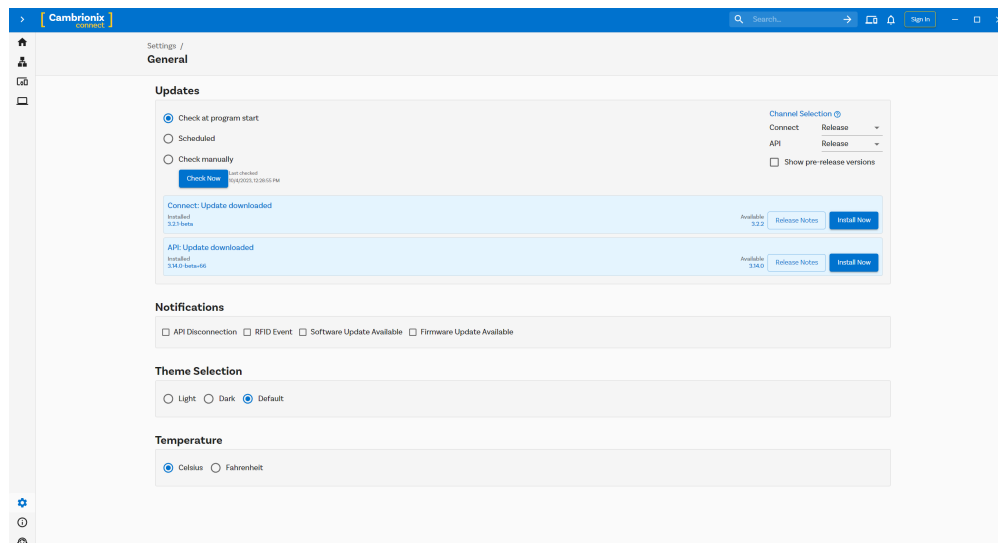 [ Cambrionix connect ]
Search...
Sign In
Settings /
General
Updates
Check at program start
Scheduled
Check manually
Check Now
Last checked
10/4/2023, 12:28:55 PM
Channel Selection
Connect Release
API Release
Show pre-release versions
Connect: Update downloaded
Installed
3.2.1-beta
Available
3.2.2
Release Notes
Install Now
API: Update downloaded
Installed
3.14.0-beta+66
Available
3.14.0
Release Notes
Install Now
Notifications
API Disconnection RFID Event Software Update Available Firmware Update Available
Theme Selection
Light Dark Default
Temperature
Celsius Fahrenheit